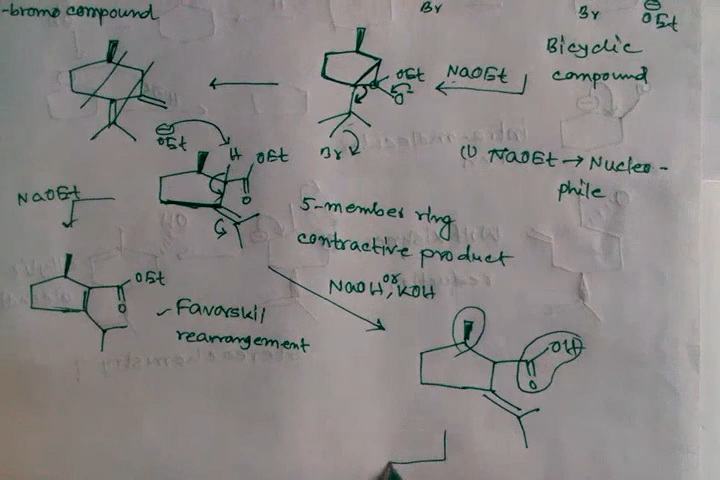 -bromo compound
Br
Br
⊖
OEt
Bicyclic
compound
NaOEt
OEt
O⁻
Br
⊖
OEt
H
OEt
O
(1) NaOEt → Nucleo-
phile
NaOEt
5-member ring
contractive product
or
NaOH, KOH
OEt
O
Favorskii
rearrangement
OH
O